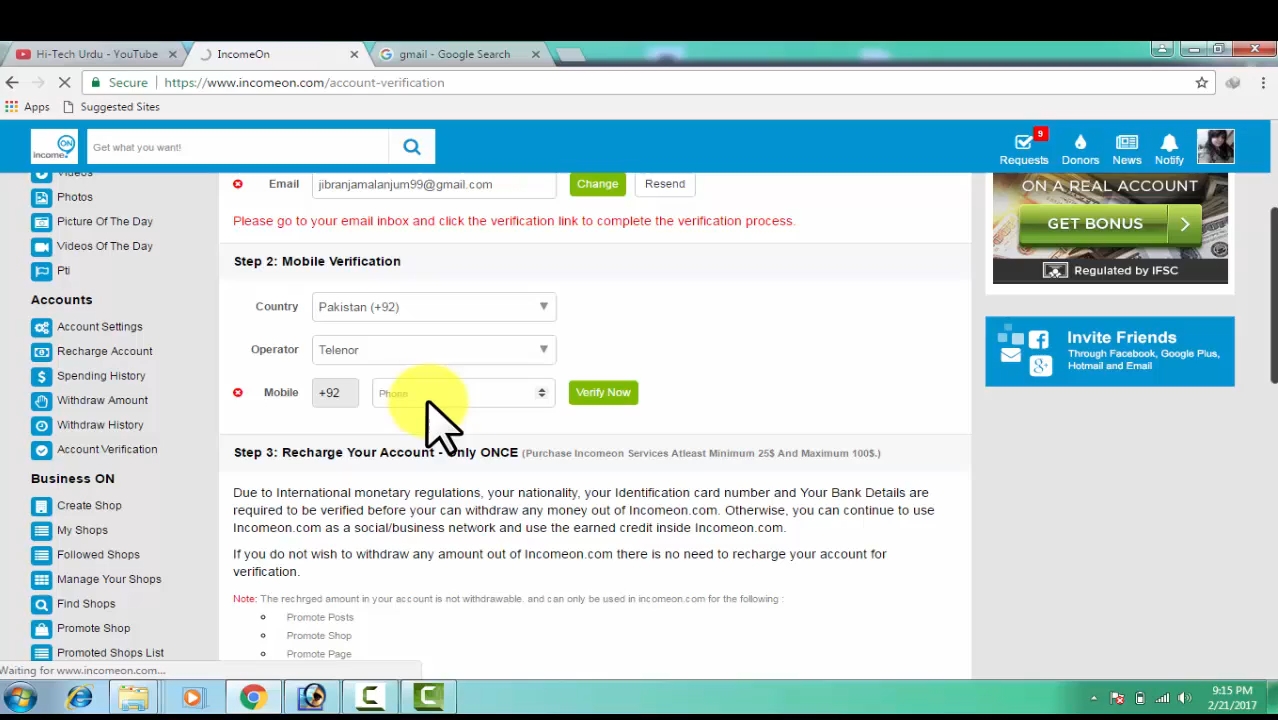 Hi-Tech Urdu - YouTube
IncomeOn
gmail - Google Search
Secure
https://www.incomeon.com/account-verification
Apps
Suggested Sites
income
ON
Get what you want!
9
Requests
Donors
News
Notify
Videos
Photos
Picture Of The Day
Videos Of The Day
Pti
Accounts
Account Settings
Recharge Account
Spending History
Withdraw Amount
Withdraw History
Account Verification
Business ON
Create Shop
My Shops
Followed Shops
Manage Your Shops
Find Shops
Promote Shop
Promoted Shops List
Email
jibranjamalanjum99@gmail.com
Change
Resend
Please go to your email inbox and click the verification link to complete the verification process.
Step 2: Mobile Verification
Country
Pakistan (+92)
Operator
Telenor
Mobile
+92
Phone
Verify Now
Step 3: Recharge Your Account - Only ONCE (Purchase Incomeon Services Atleast Minimum 25$ And Maximum 100$.)
Due to International monetary regulations, your nationality, your Identification card number and Your Bank Details are
required to be verified before your can withdraw any money out of Incomeon.com. Otherwise, you can continue to use
Incomeon.com as a social/business network and use the earned credit inside Incomeon.com.
If you do not wish to withdraw any amount out of Incomeon.com there is no need to recharge your account for
verification.
Note: The rechrged amount in your account is not withdrawable. and can only be used in incomeon.com for the following :
Promote Posts
Promote Shop
Promote Page
ON A REAL ACCOUNT
GET BONUS
Regulated by IFSC
Invite Friends
Through Facebook, Google Plus,
Hotmail and Email
Waiting for www.incomeon.com...
9:15 PM
2/21/2017